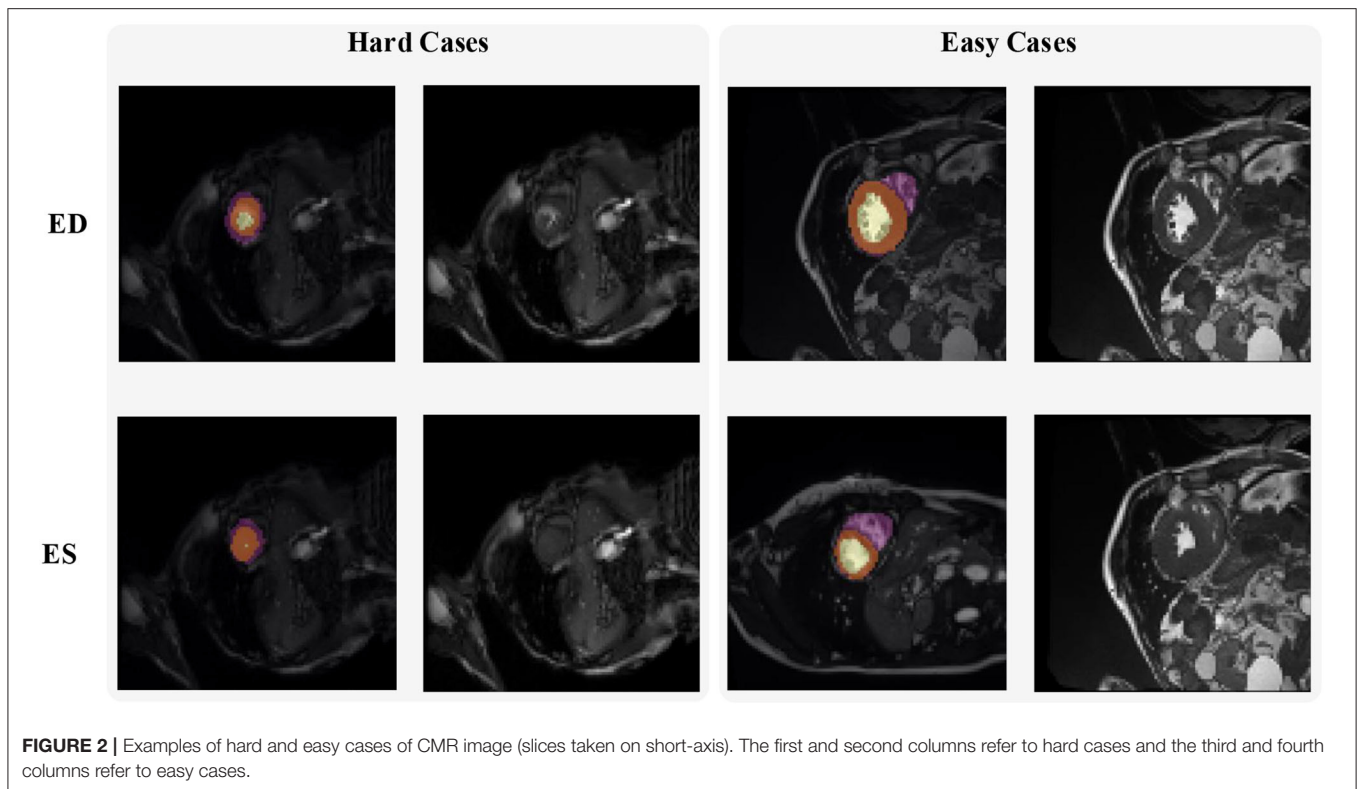 Hard Cases
Easy Cases
ED
ES
FIGURE 2 | Examples of hard and easy cases of CMR image (slices taken on short-axis). The first and second columns refer to hard cases and the third and fourth
columns refer to easy cases.